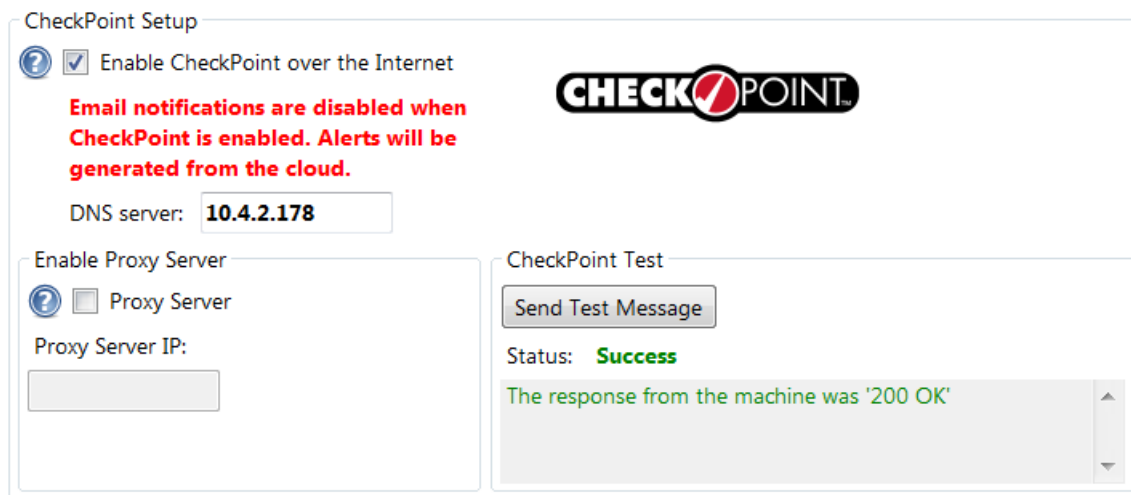 CheckPoint Setup
Enable CheckPoint over the Internet
CHECKPOINT™
Email notifications are disabled when
CheckPoint is enabled. Alerts will be
generated from the cloud.
DNS server: 10.4.2.178
Enable Proxy Server
Proxy Server
Proxy Server IP:
CheckPoint Test
Send Test Message
Status: Success
The response from the machine was '200 OK'